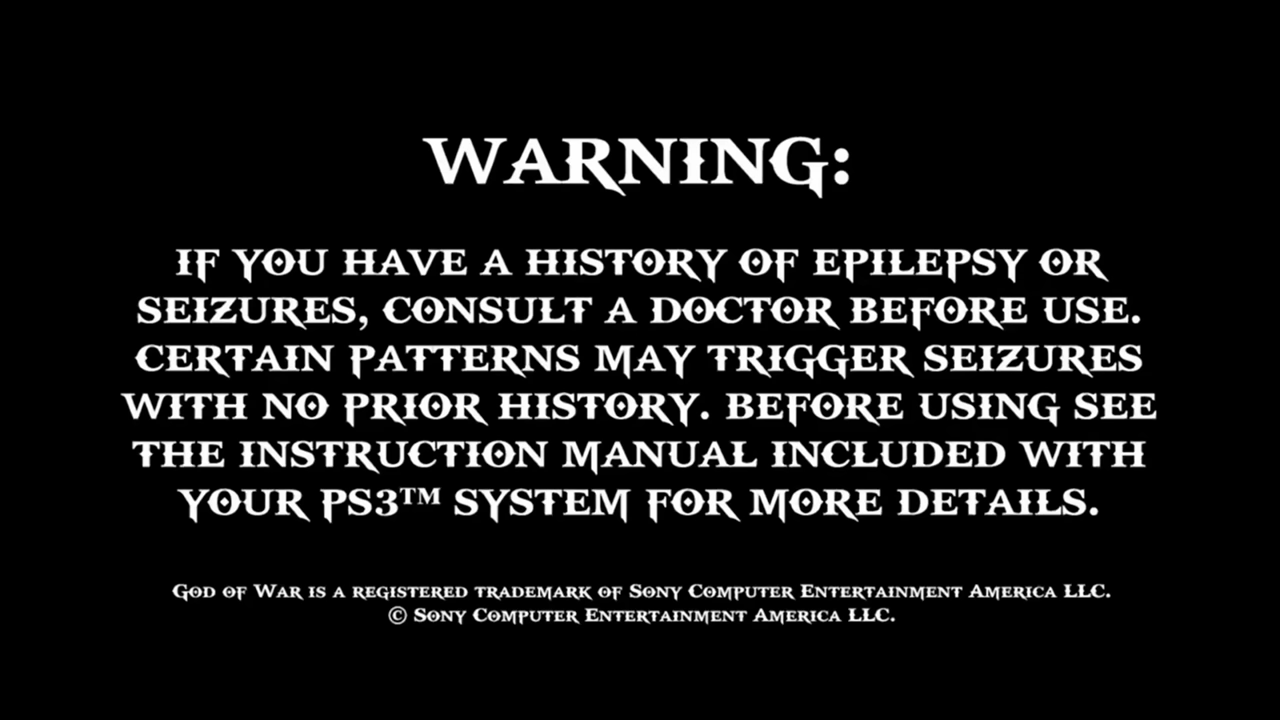 WARNING:
IF YOU HAVE A HISTORY OF EPILEPSY OR
SEIZURES, CONSULT A DOCTOR BEFORE USE.
CERTAIN PATTERNS MAY TRIGGER SEIZURES
WITH NO PRIOR HISTORY. BEFORE USING SEE
THE INSTRUCTION MANUAL INCLUDED WITH
YOUR PS3™ SYSTEM FOR MORE DETAILS.
God of War is a registered trademark of Sony Computer Entertainment America LLC.
© Sony Computer Entertainment America LLC.